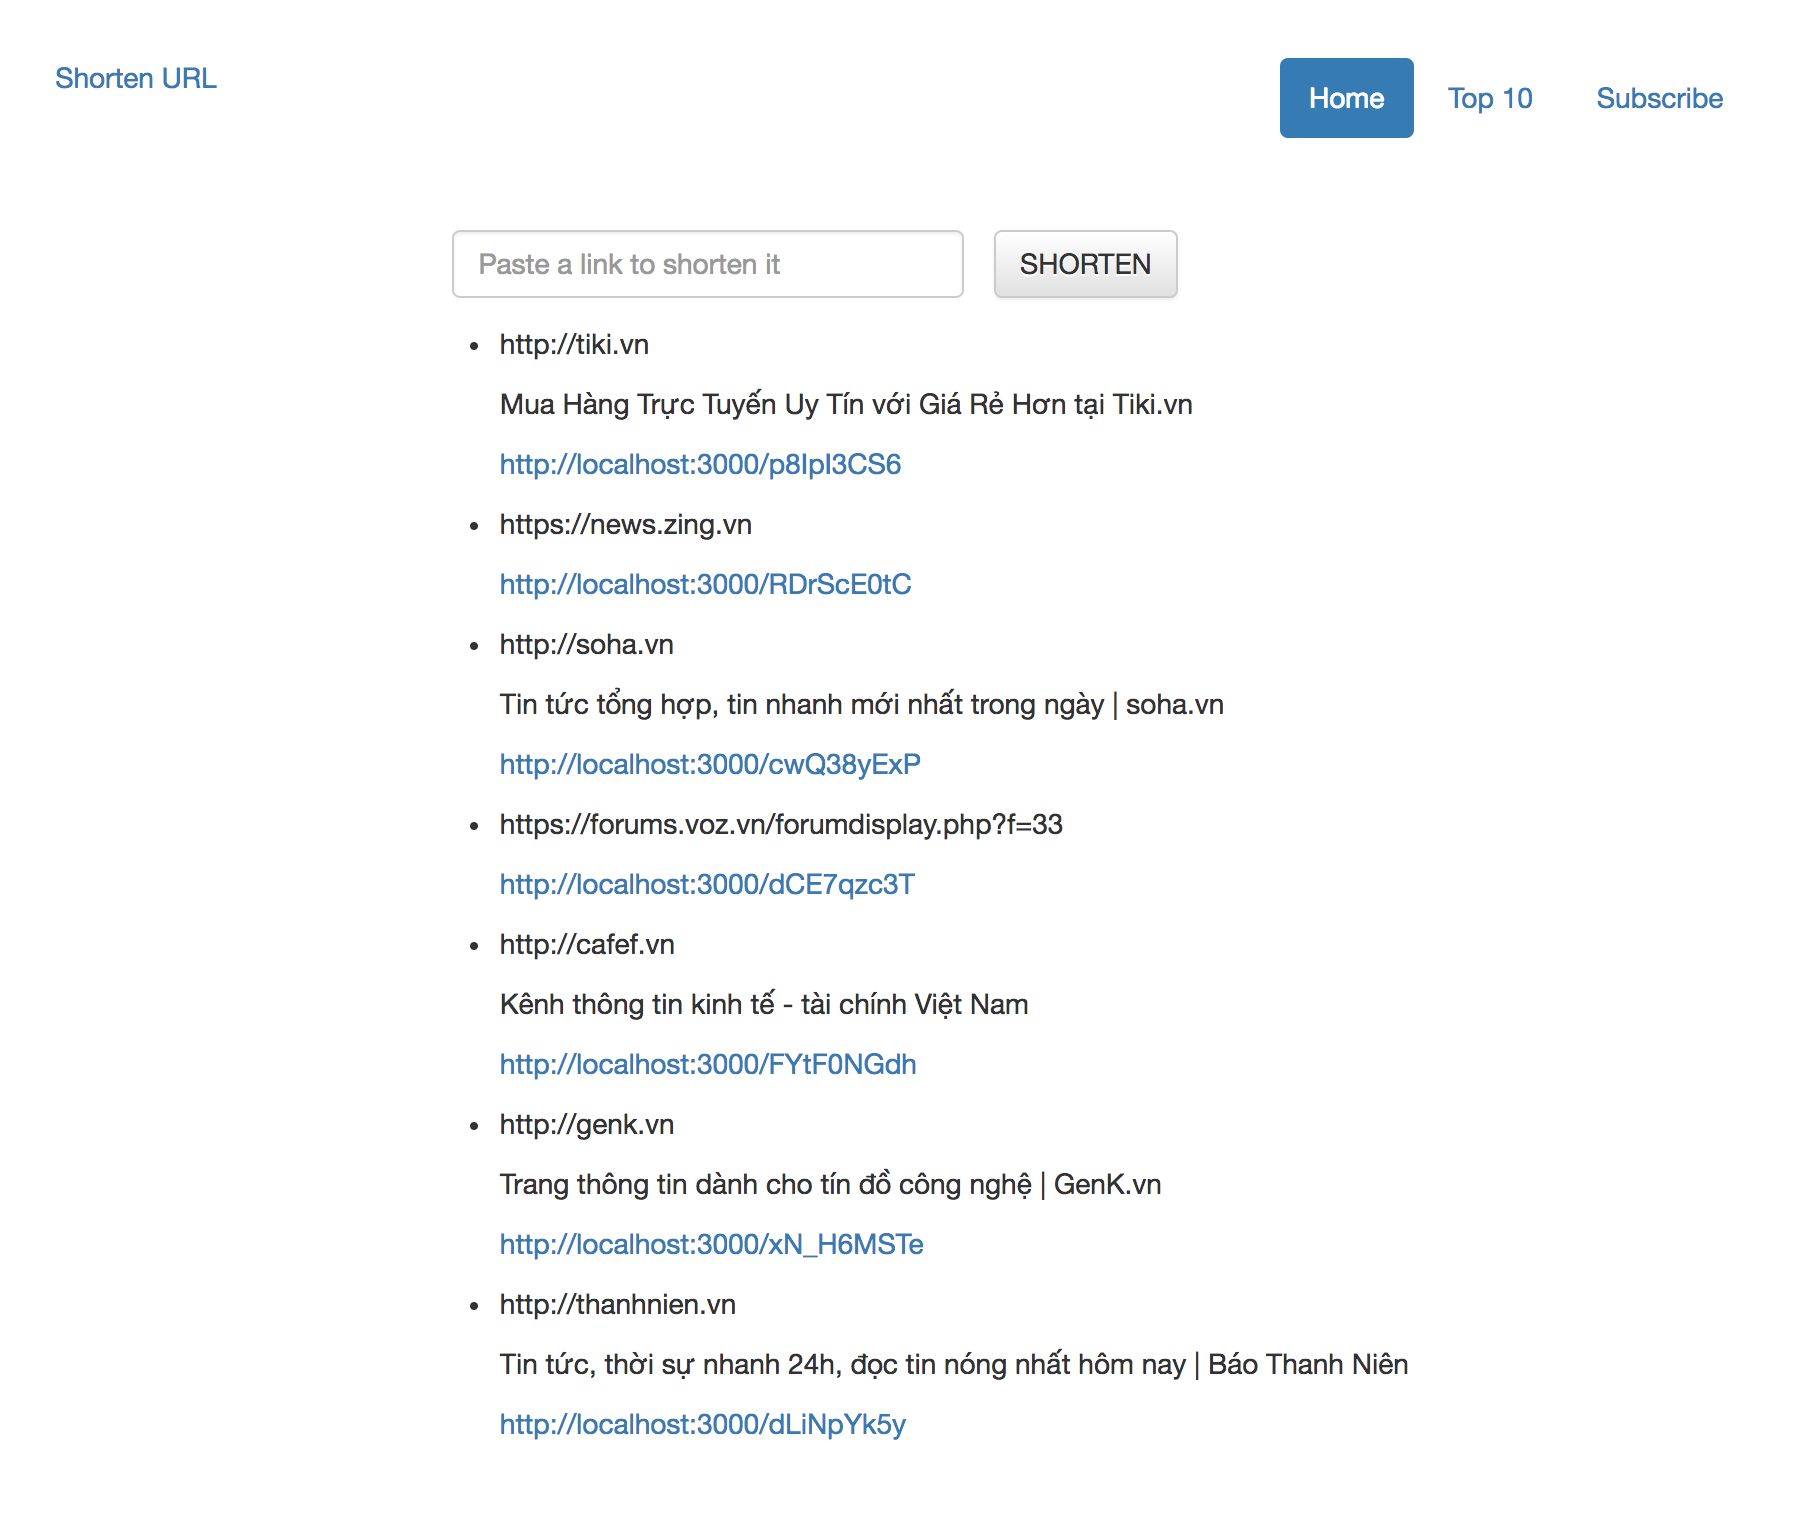 Shorten URL
Home
Top 10
Subscribe
Paste a link to shorten it
SHORTEN
http://tiki.vn
Mua Hàng Trực Tuyến Uy Tín với Giá Rẻ Hơn tại Tiki.vn
http://localhost:3000/p8IpI3CS6
https://news.zing.vn
http://localhost:3000/RDrScE0tC
http://soha.vn
Tin tức tổng hợp, tin nhanh mới nhất trong ngày | soha.vn
http://localhost:3000/cwQ38yExP
https://forums.voz.vn/forumdisplay.php?f=33
http://localhost:3000/dCE7qzc3T
http://cafef.vn
Kênh thông tin kinh tế - tài chính Việt Nam
http://localhost:3000/FYtF0NGdh
http://genk.vn
Trang thông tin dành cho tín đồ công nghệ | GenK.vn
http://localhost:3000/xN_H6MSTe
http://thanhnien.vn
Tin tức, thời sự nhanh 24h, đọc tin nóng nhất hôm nay | Báo Thanh Niên
http://localhost:3000/dLiNpYk5y